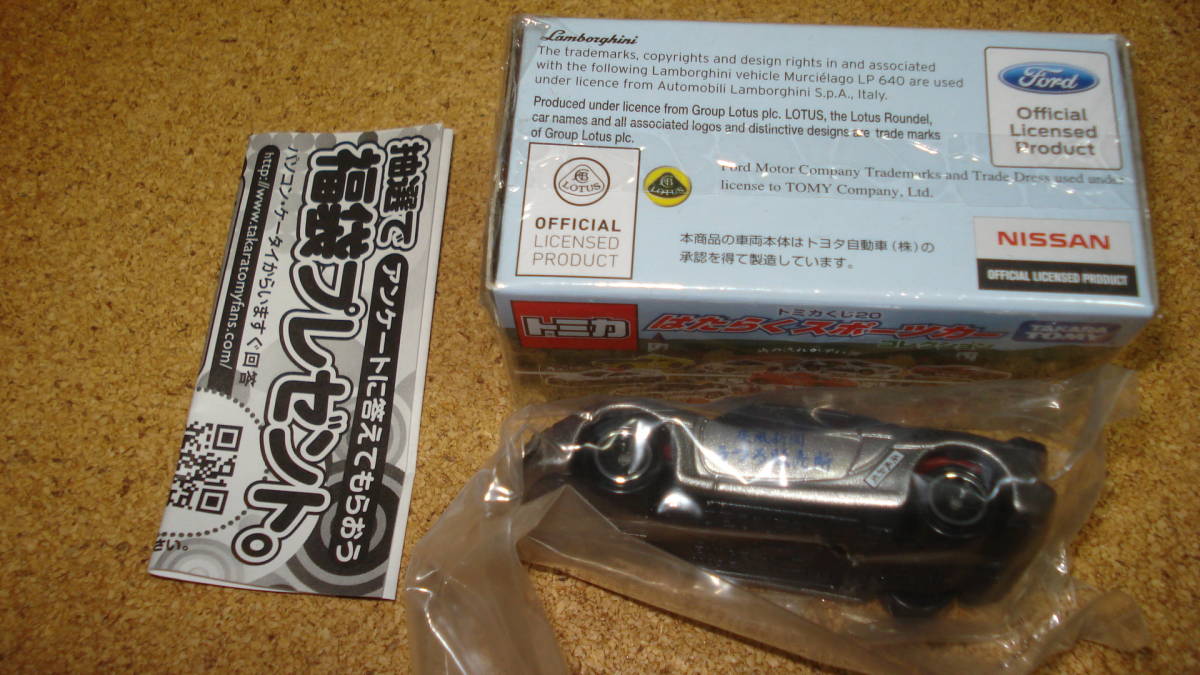 抽選で
福袋プレゼント。
アンケートに答えてもらおう
パソコン・ケータイからいますぐ回答
http://www.takaratomyfans.com/
さい。
Lamborghini
The trademarks, copyrights and design rights in and associated
with the following Lamborghini vehicle Murciélago LP 640 are used
under licence from Automobili Lamborghini S.p.A., Italy.
Produced under licence from Group Lotus plc. LOTUS, the Lotus Roundel,
car names and all associated logos and distinctive designs are trade marks
of Group Lotus plc.
Ford
Official
Licensed
Product
LOTUS
OFFICIAL
LICENSED
PRODUCT
Ford Motor Company Trademarks and Trade Dress used under
license to TOMY Company, Ltd.
本商品の車両本体はトヨタ自動車(株)の
承認を得て製造しています。
NISSAN
OFFICIAL LICENSED PRODUCT
トミカ
トミカくじ20
はたらくスポーツカー
コレクション
TAKARA
TOMY